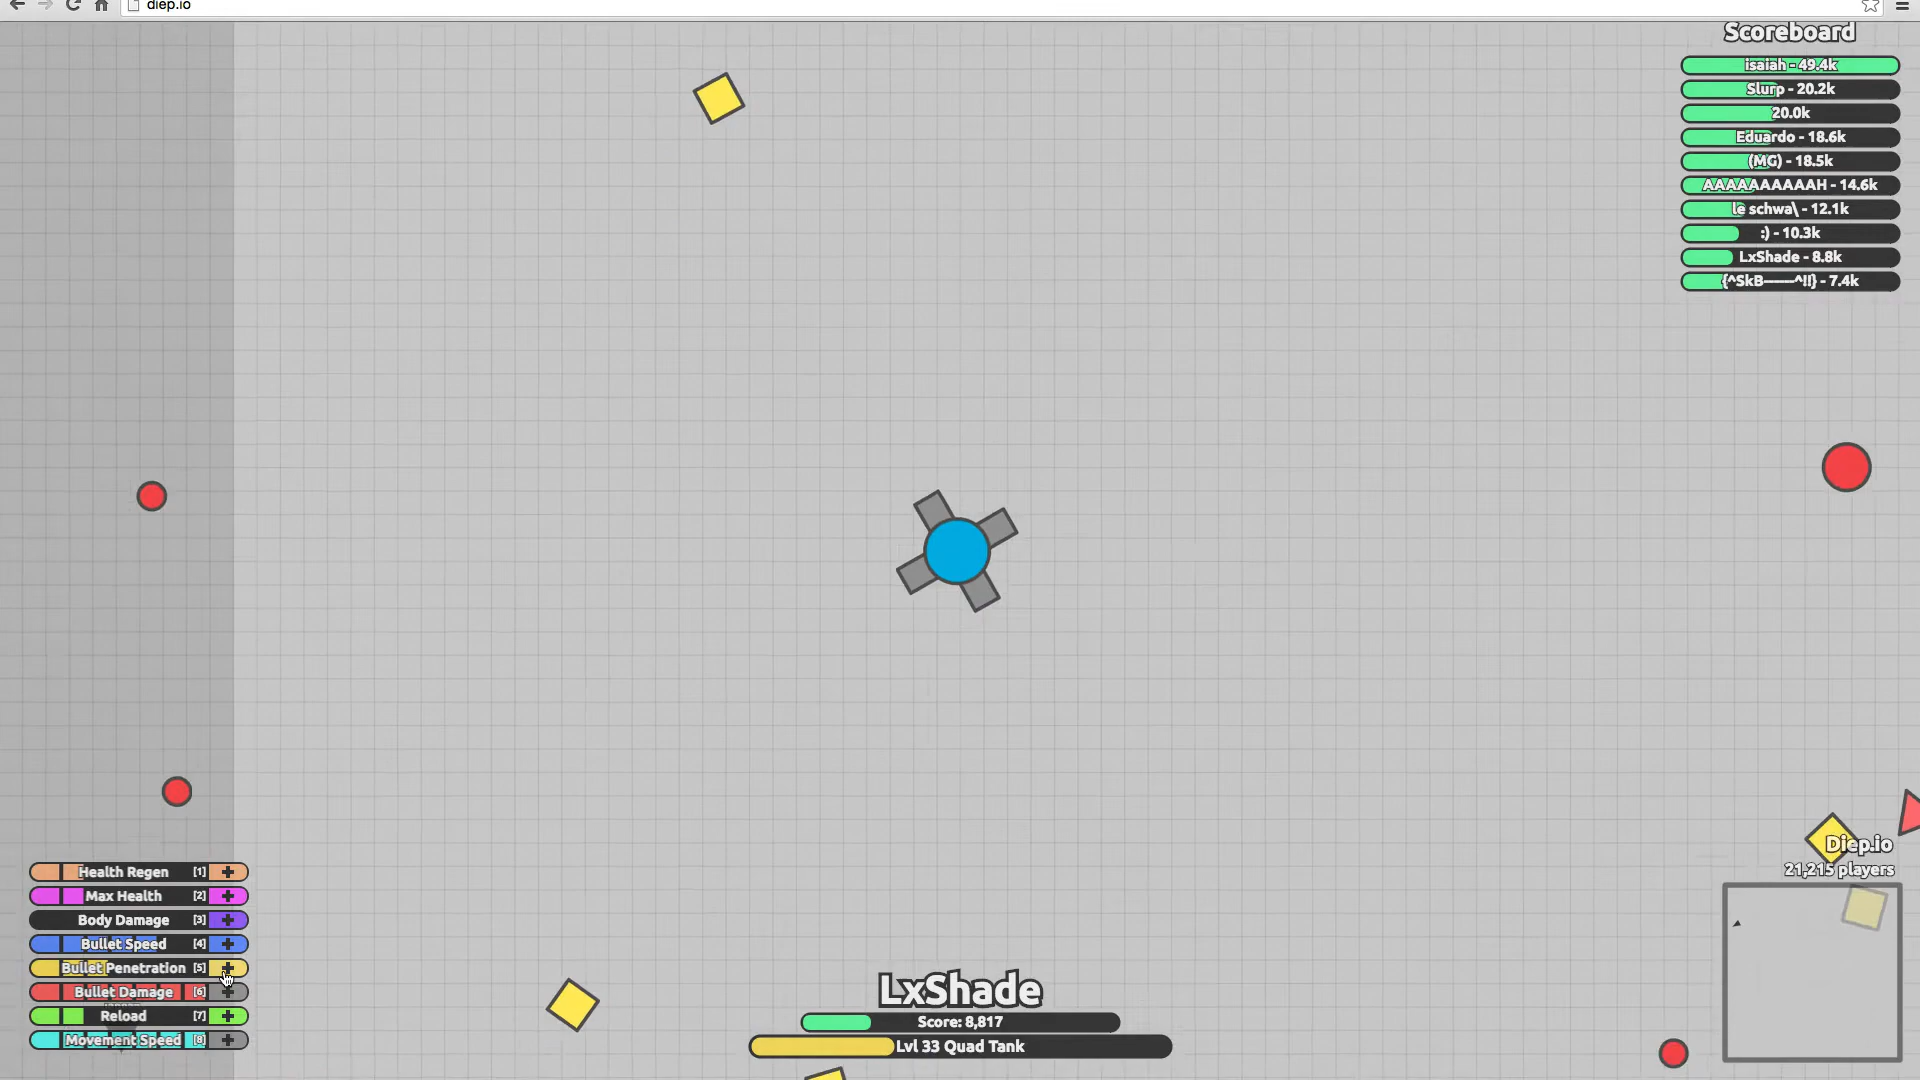 diep.io
Scoreboard
isaiah - 49.4k
Slurp - 20.2k
20.0k
Eduardo - 18.6k
(MG) - 18.5k
AAAAAAAAAAH - 14.6k
le schwa\ - 12.1k
:) - 10.3k
LxShade - 8.8k
{^SkB-----^!!} - 7.4k
Diep.io
21,215 players
Health Regen [1]
Max Health [2]
Body Damage [3]
Bullet Speed [4]
Bullet Penetration [5]
Bullet Damage [6]
Reload [7]
Movement Speed [8]
LxShade
Score: 8,817
Lvl 33 Quad Tank